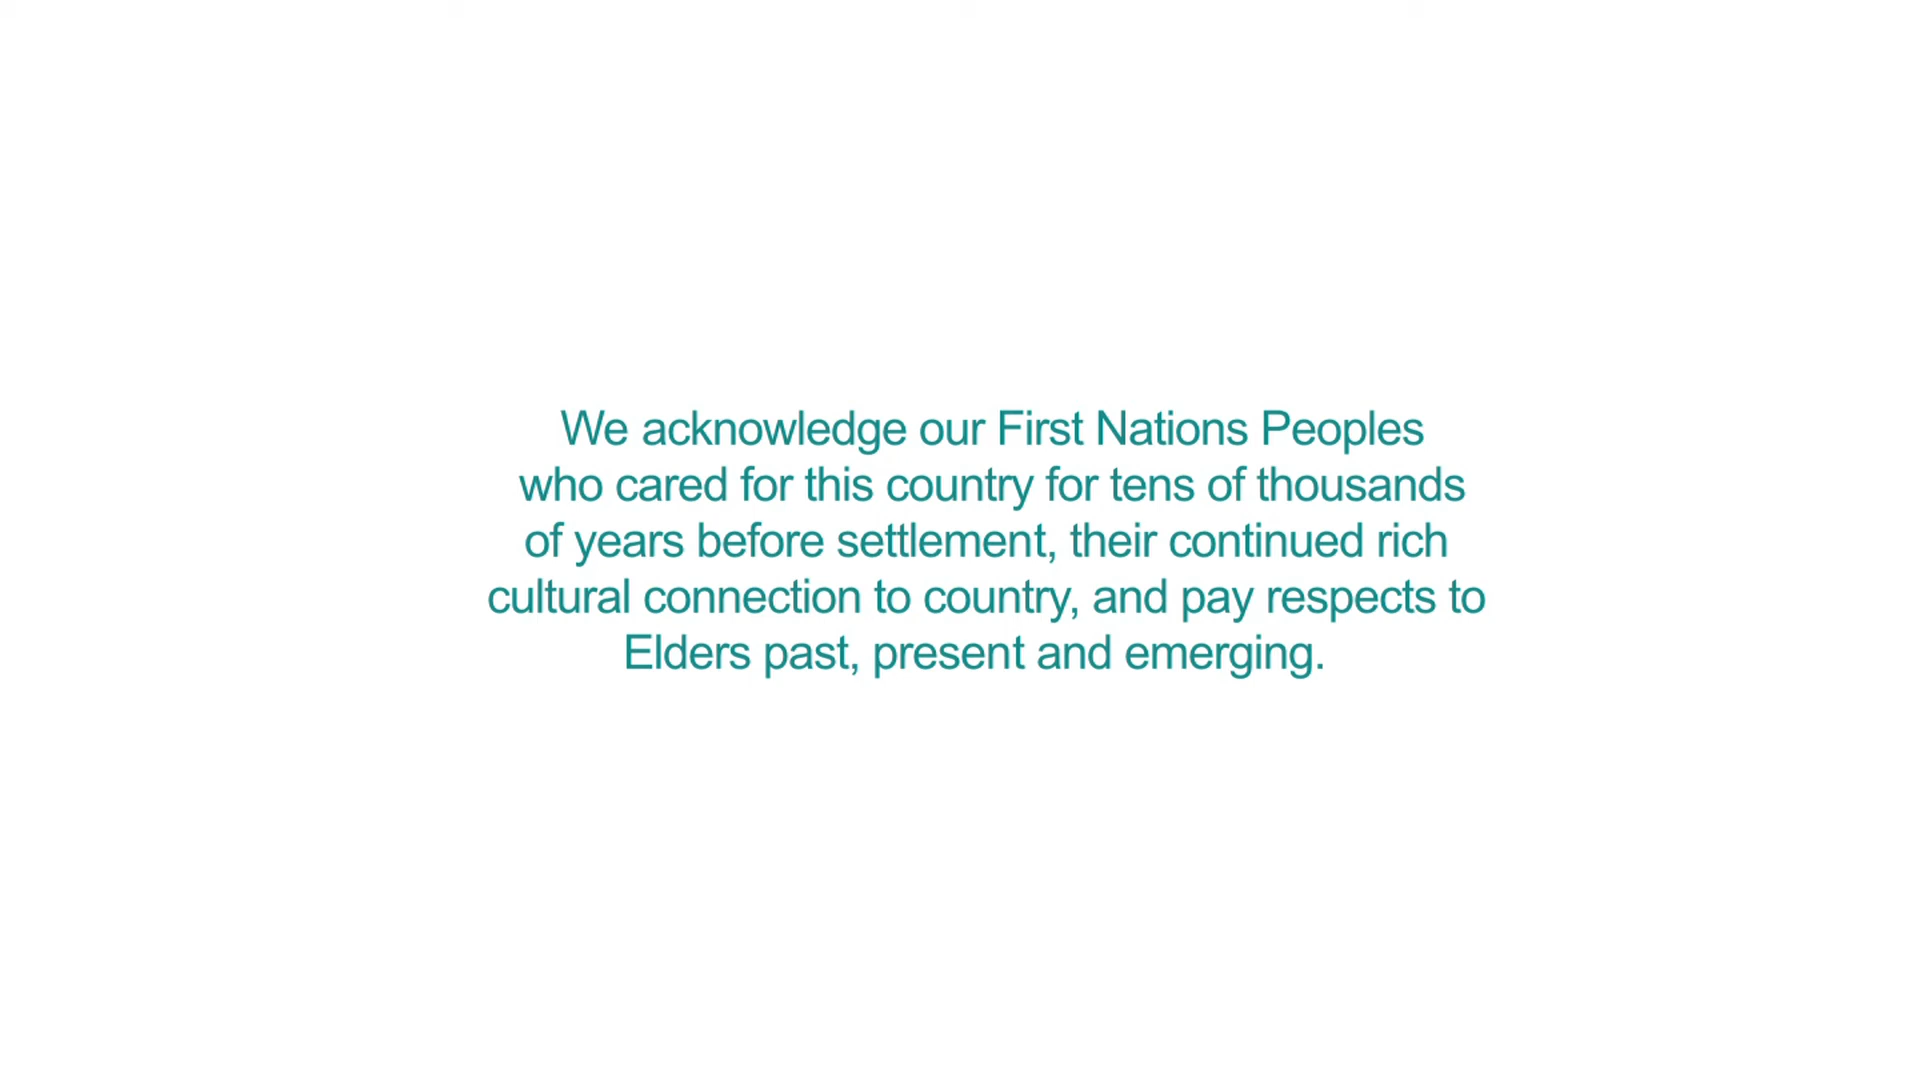 We acknowledge our First Nations Peoples
who cared for this country for tens of thousands
of years before settlement, their continued rich
cultural connection to country, and pay respects to
Elders past, present and emerging.